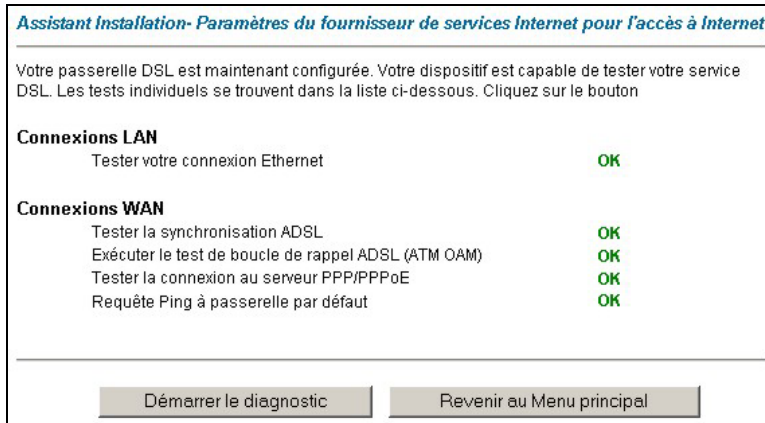 Assistant Installation- Paramètres du fournisseur de services Internet pour l'accès à Internet
Votre passerelle DSL est maintenant configurée. Votre dispositif est capable de tester votre service
DSL. Les tests individuels se trouvent dans la liste ci-dessous. Cliquez sur le bouton
Connexions LAN
Tester votre connexion Ethernet OK
Connexions WAN
Tester la synchronisation ADSL OK
Exécuter le test de boucle de rappel ADSL (ATM OAM) OK
Tester la connexion au serveur PPP/PPPoE OK
Requête Ping à passerelle par défaut OK
Démarrer le diagnostic Revenir au Menu principal